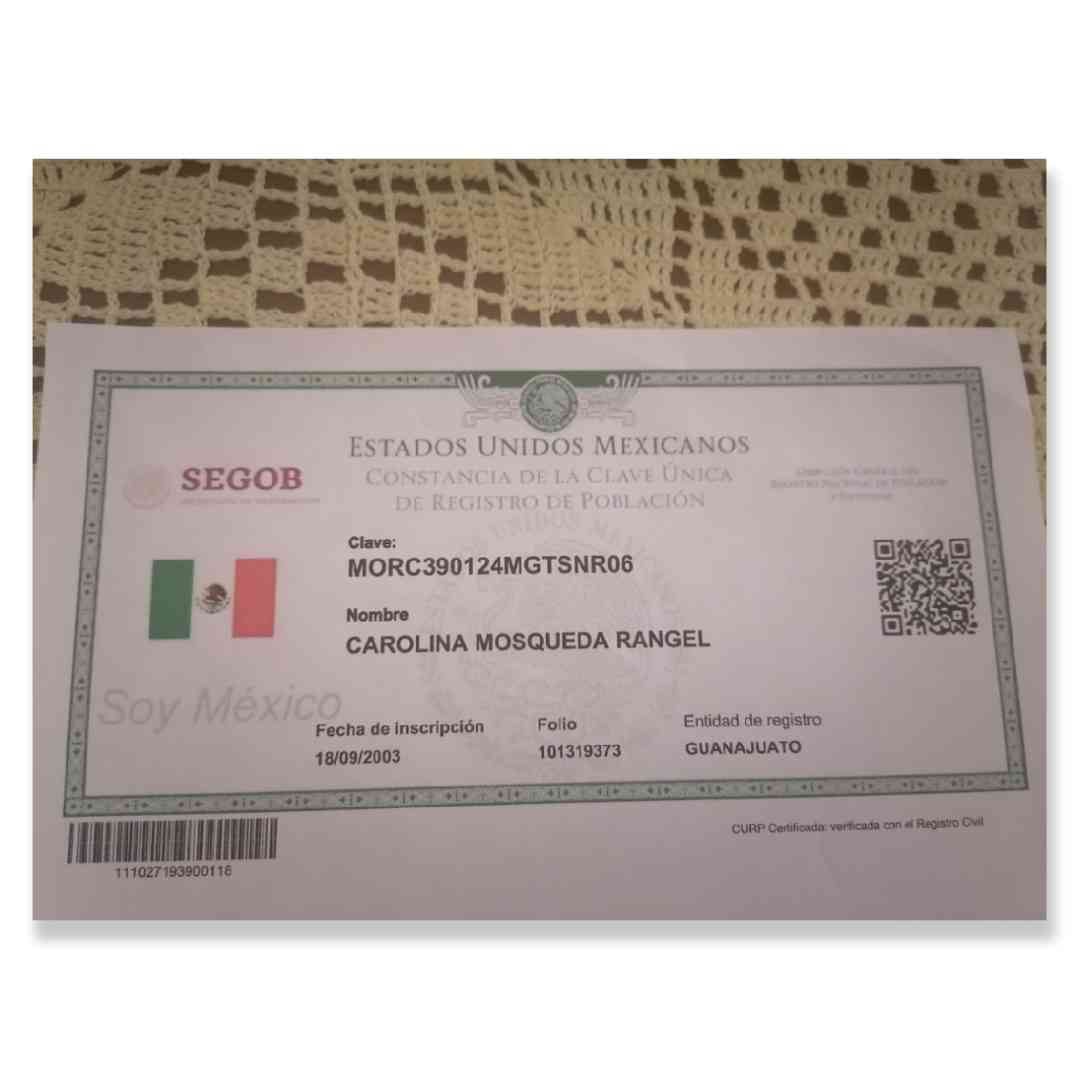 ESTADOS UNIDOS MEXICANOS
CONSTANCIA DE LA CLAVE ÚNICA
DE REGISTRO DE POBLACIÓN
SEGOB
Clave:
MORC390124MGTSNR06
Nombre
CAROLINA MOSQUEDA RANGEL
Soy México
Fecha de inscripción
18/09/2003
Folio
101319373
Entidad de registro
GUANAJUATO
CURP Certificada: verificada con el Registro Civil